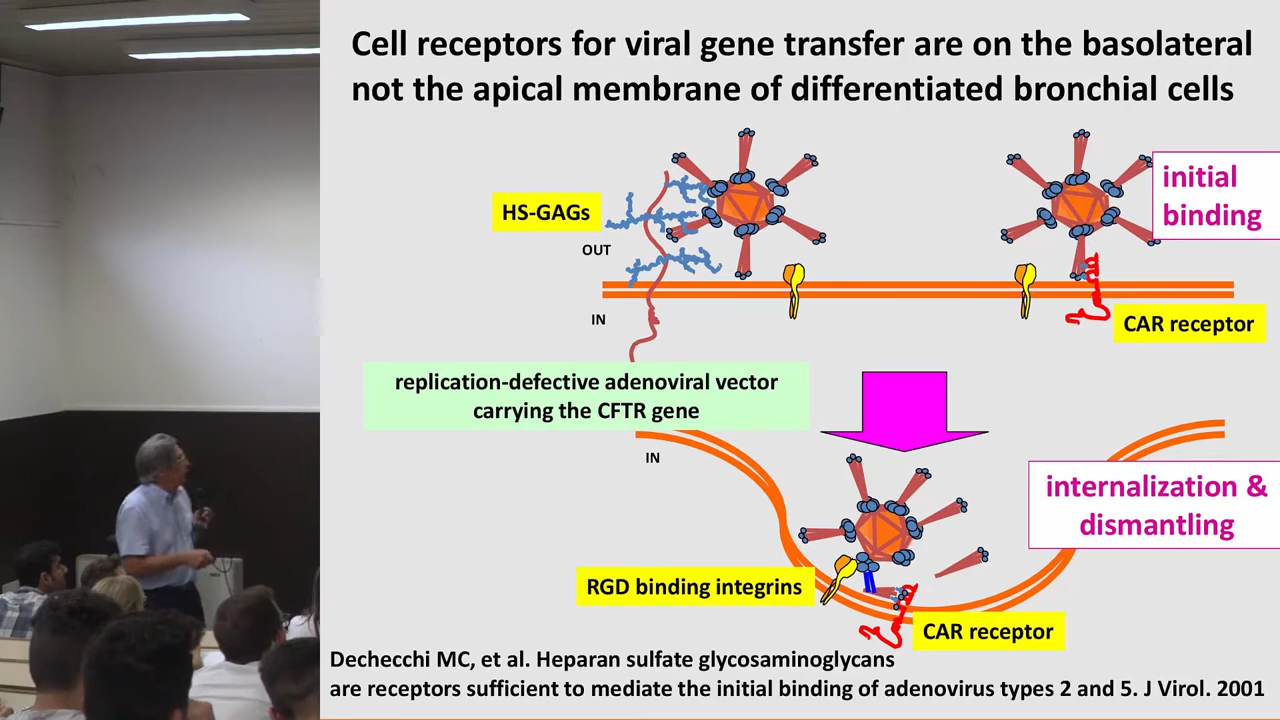 Cell receptors for viral gene transfer are on the basolateral
not the apical membrane of differentiated bronchial cells
HS-GAGs
OUT
IN
initial
binding
CAR receptor
replication-defective adenoviral vector
carrying the CFTR gene
IN
internalization &
dismantling
RGD binding integrins
CAR receptor
Dechecchi MC, et al. Heparan sulfate glycosaminoglycans
are receptors sufficient to mediate the initial binding of adenovirus types 2 and 5. J Virol. 2001